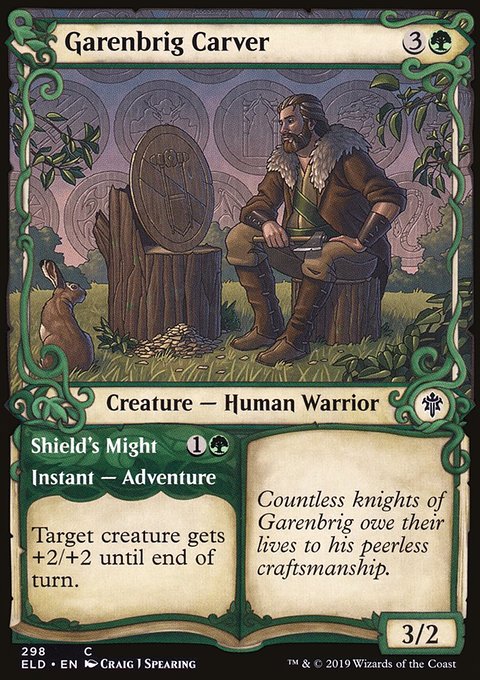 Garenbrig Carver 3
Creature — Human Warrior
Shield's Might 1
Instant — Adventure
Target creature gets
+2/+2 until end of
turn.
Countless knights of
Garenbrig owe their
lives to his peerless
craftsmanship.
3/2
298 C
ELD • EN Craig J Spearing
™ & © 2019 Wizards of the Coast